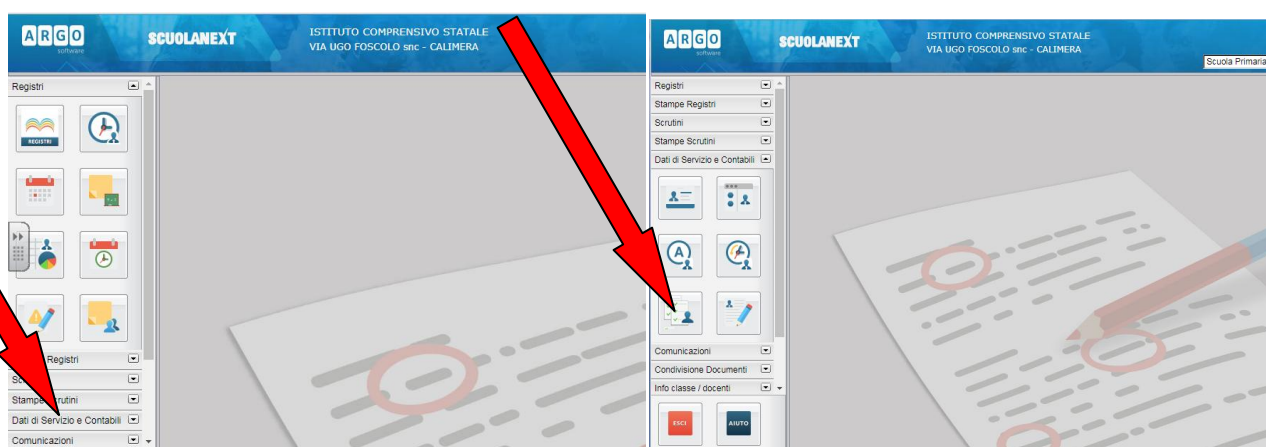 ARGO
software
SCUOLANEXT
ISTITUTO COMPRENSIVO STATALE
VIA UGO FOSCOLO snc - CALIMERA
Registri
REGISTRI
Registri
Stampe
Dati di Servizio e Contabili
Comunicazioni
ARGO
software
SCUOLANEXT
ISTITUTO COMPRENSIVO STATALE
VIA UGO FOSCOLO snc - CALIMERA
Scuola Primaria
Registri
Stampe Registri
Scrutini
Stampe Scrutini
Dati di Servizio e Contabili
A
Comunicazioni
Condivisione Documenti
Info classe / docenti
ESCI
AIUTO